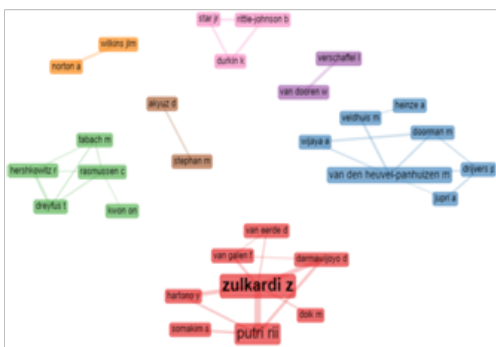 star jr
rittle-johnson b
durkin k
wilkins jlm
norton a
verschaffel l
van dooren w
akyuz d
stephan m
heinze a
veldhuis m
doorman m
wijaya a
drijvers p
van den heuvel-panhuizen m
jupri a
tabach m
hershkowitz r
rasmussen c
dreyfus t
kwon on
van eerde d
van galen f
darmawijoyo d
zulkardi z
hartono y
dolk m
somakim s
putri rii